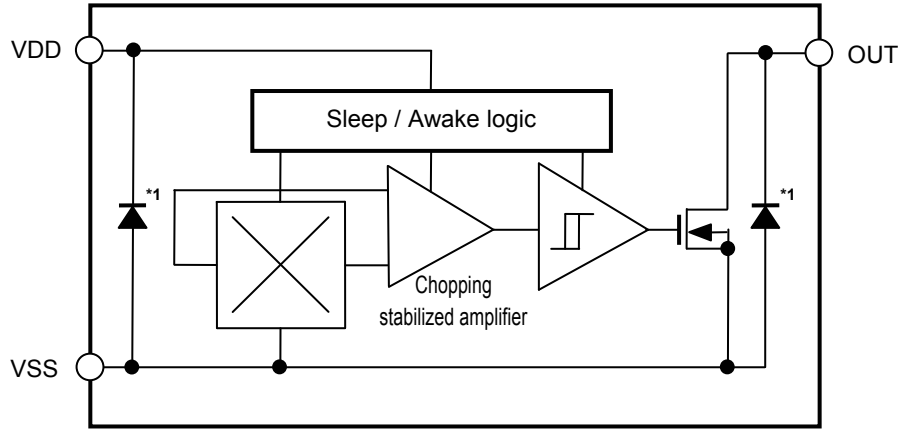 VDD
OUT
Sleep / Awake logic
*1
*1
Chopping
stabilized amplifier
VSS